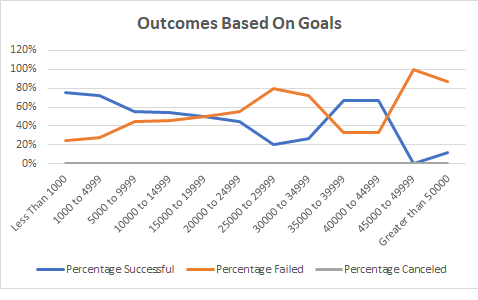 Outcomes Based On Goals
120%
100%
80%
60%
40%
20%
0%
Less Than 1000
1000 to 4999
5000 to 9999
10000 to 14999
15000 to 19999
20000 to 24999
25000 to 29999
30000 to 34999
35000 to 39999
40000 to 44999
45000 to 49999
Greater than 50000
Percentage Successful Percentage Failed Percentage Canceled